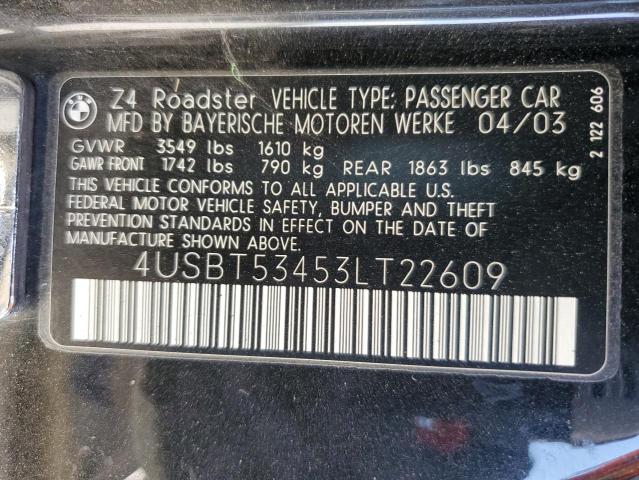 Z4 Roadster VEHICLE TYPE: PASSENGER CAR
MFD BY BAYERISCHE MOTOREN WERKE 04/03
GVWR 3549 lbs 1610 kg
GAWR FRONT 1742 lbs 790 kg REAR 1863 lbs 845 kg
THIS VEHICLE CONFORMS TO ALL APPLICABLE U.S.
FEDERAL MOTOR VEHICLE SAFETY, BUMPER AND THEFT
PREVENTION STANDARDS IN EFFECT ON THE DATE OF
MANUFACTURE SHOWN ABOVE.
4USBT53453LT22609
2 122 606